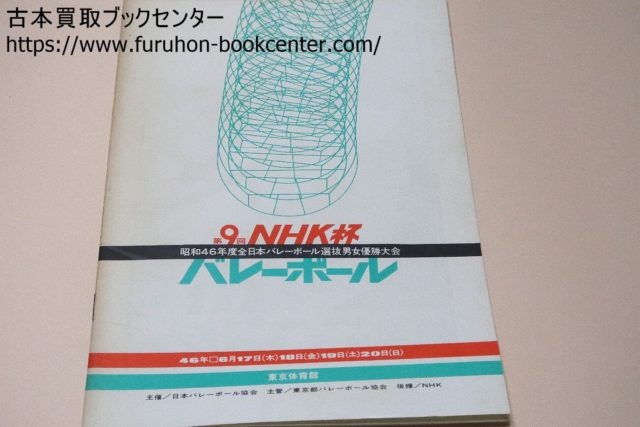 古本買取ブックセンター
https://www.furuhon-bookcenter.com/
第9回 NHK杯
昭和46年度全日本バレーボール選抜男女優勝大会
バレーボール
46年□6月17日(木)18日(金)19日(土)20日(日)
東京体育館
主催/日本バレーボール協会 主管/東京都バレーボール協会 後援/NHK